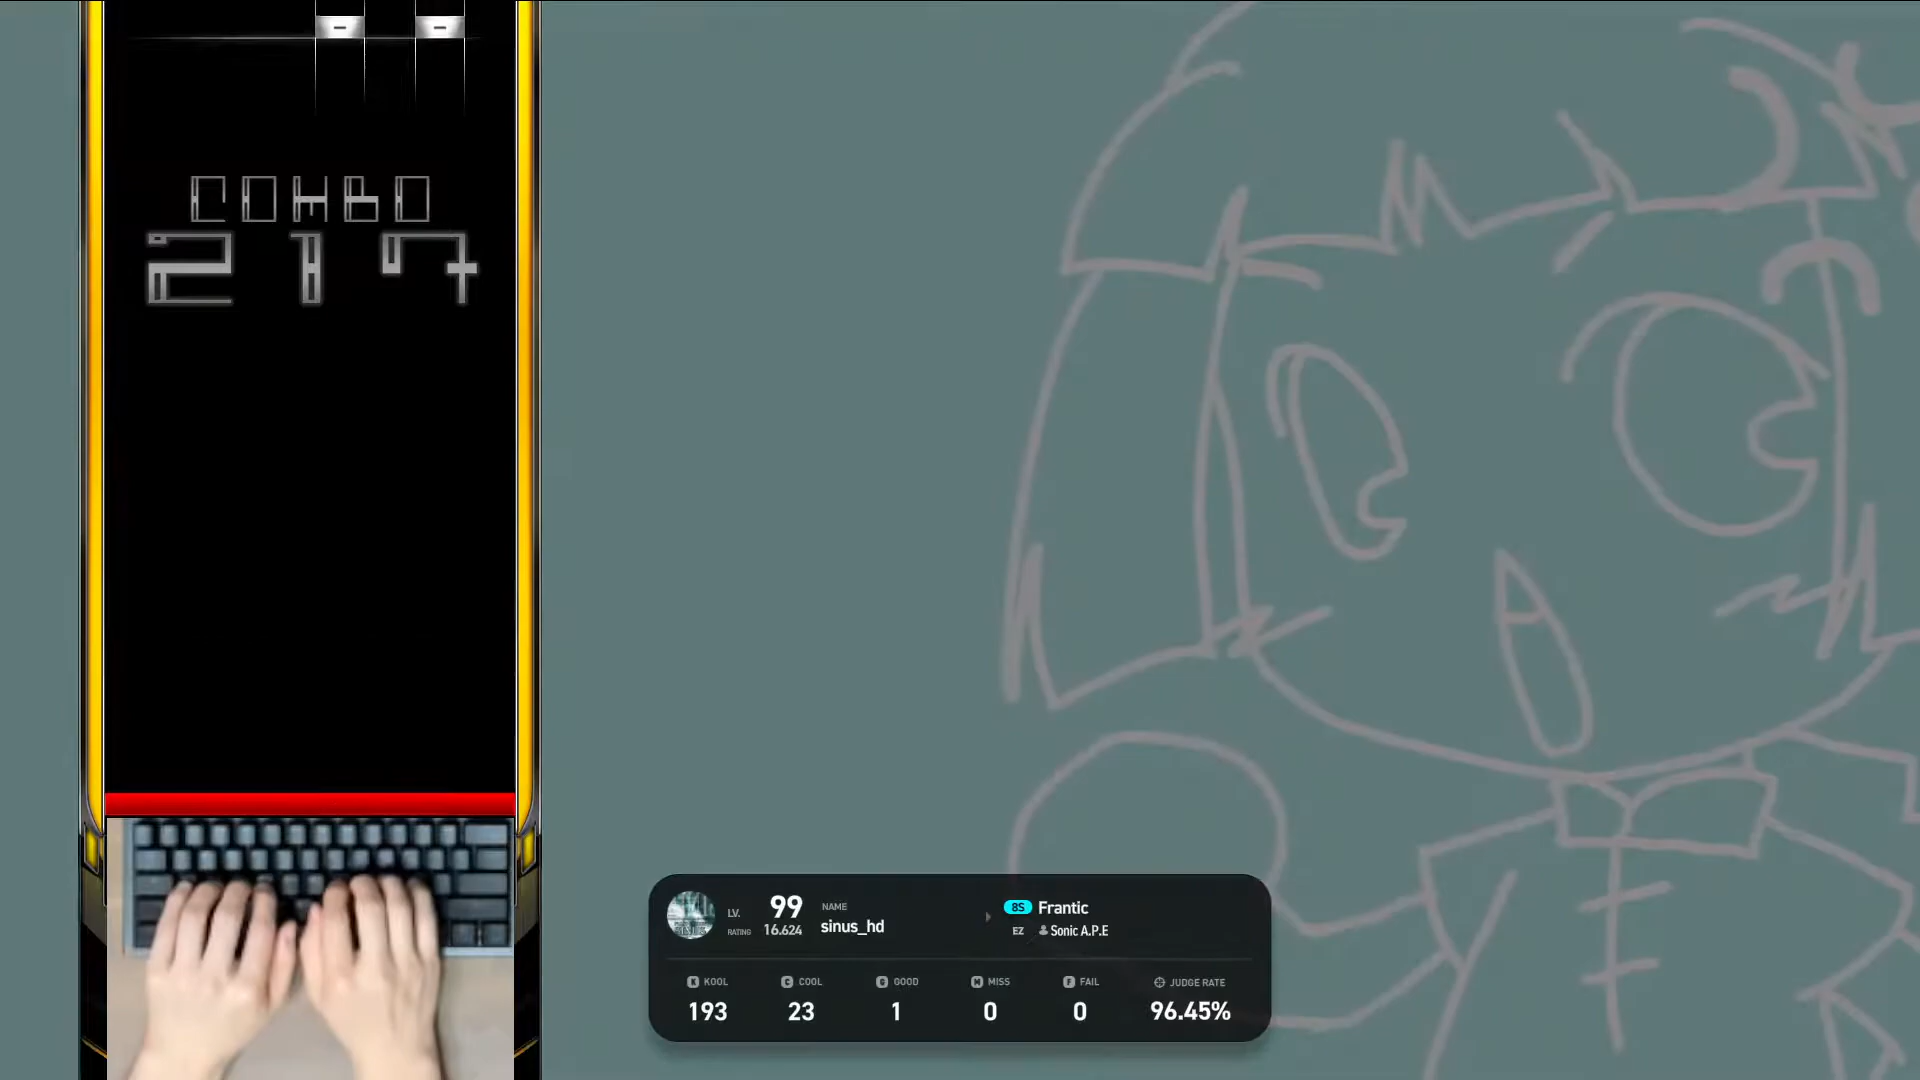 COMBO
217
LV. 99 NAME
RATING 16.624 sinus_hd
8S Frantic
EZ Sonic A.P.E
K KOOL
193
C COOL
23
G GOOD
1
M MISS
0
F FAIL
0
JUDGE RATE
96.45%